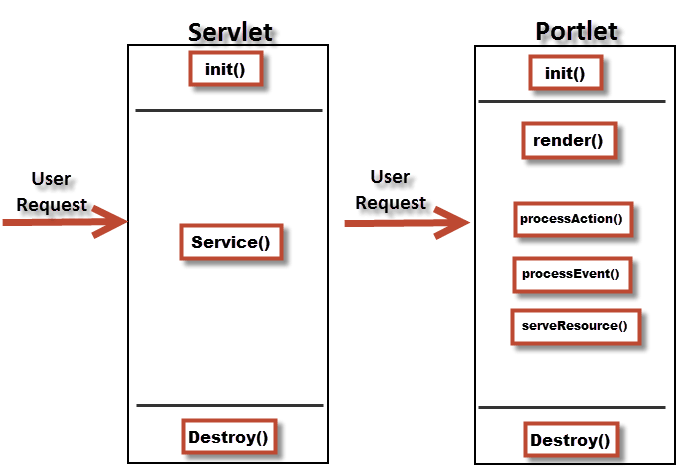 Servlet
init()
User
Request
Service()
Destroy()
Portlet
init()
render()
User
Request
processAction()
processEvent()
serveResource()
Destroy()